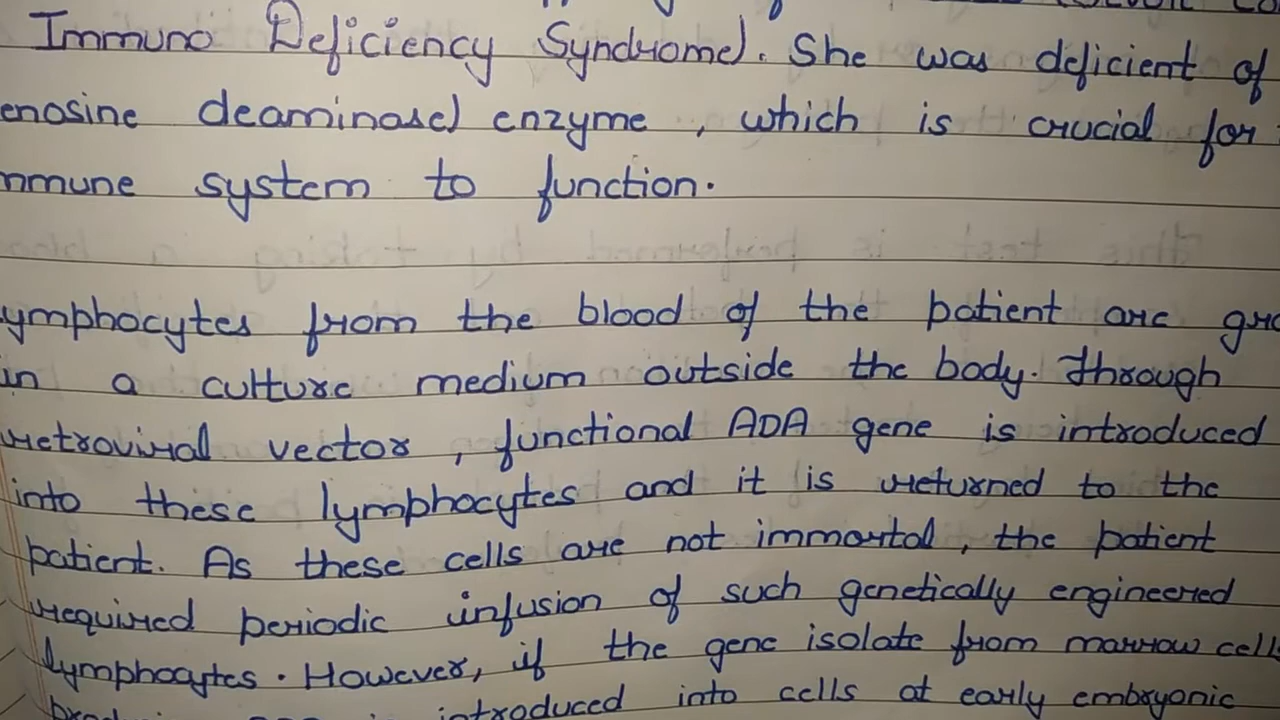 Immuno Deficiency Syndrome). She was deficient of
enosine deaminase) enzyme , which is crucial for
mmune system to function.
ymphocytes from the blood of the patient are gro
in a culture medium outside the body. Through
retroviral vector , functional ADA gene is introduced
into these lymphocytes and it is returned to the
patient. As these cells are not immortal , the patient
required periodic infusion of such genetically engineered
lymphocytes . However, if the gene isolate from marrow cells
introduced into cells at early embryonic